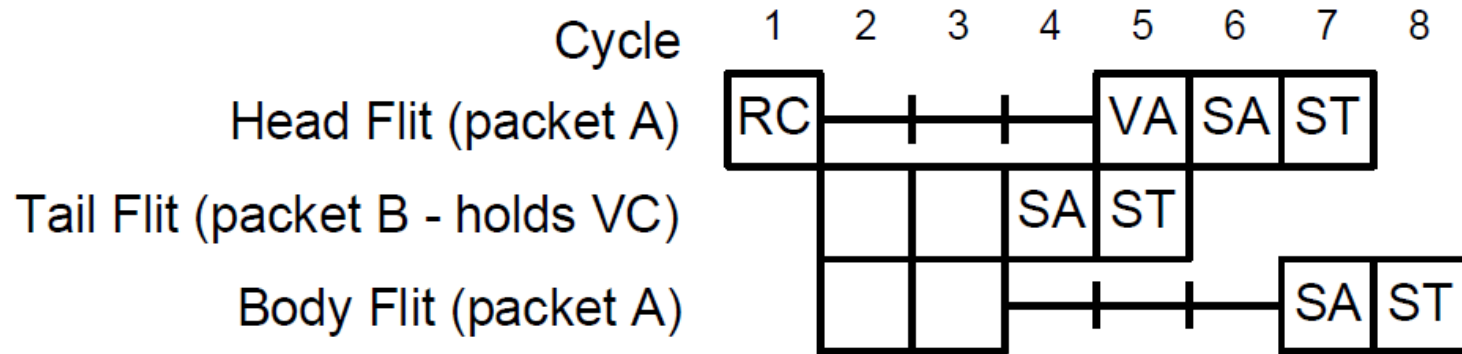 Cycle 1 2 3 4 5 6 7 8
Head Flit (packet A) RC VA SA ST
Tail Flit (packet B - holds VC) SA ST
Body Flit (packet A) SA ST